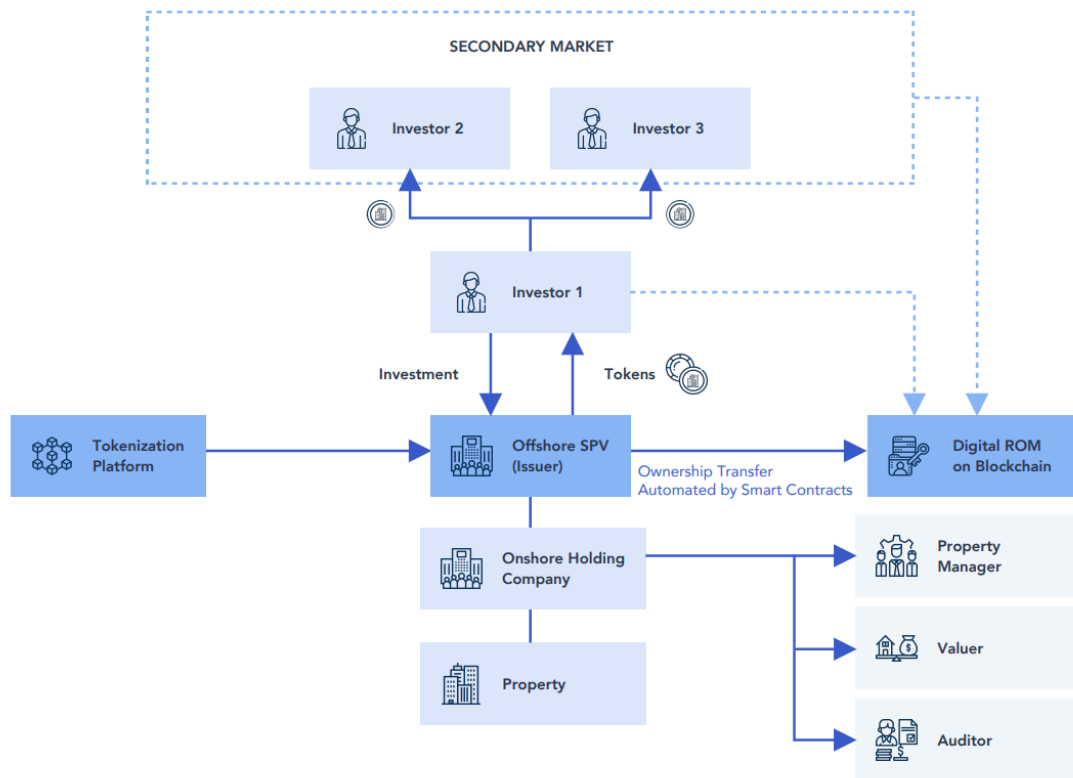 SECONDARY MARKET
Investor 2
Investor 3
Investor 1
Investment
Tokens
Tokenization
Platform
Offshore SPV
(Issuer)
Ownership Transfer
Automated by Smart Contracts
Digital ROM
on Blockchain
Onshore Holding
Company
Property
Manager
Valuer
Property
Auditor